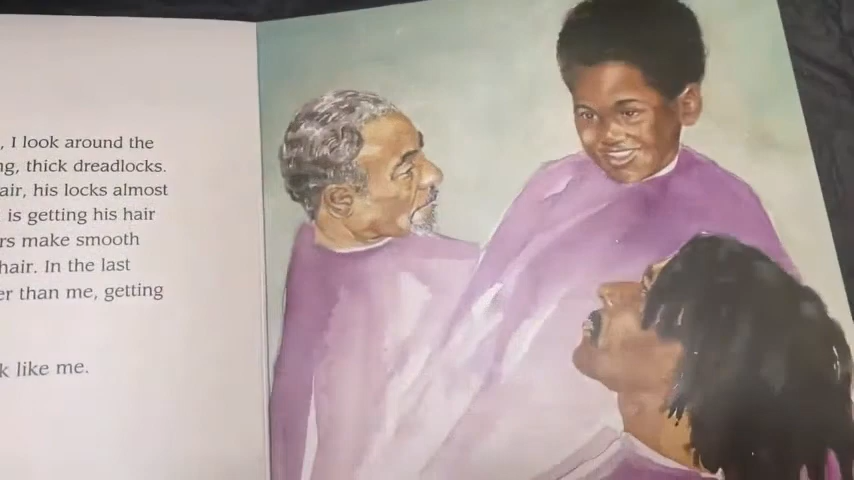 , I look around the
ng, thick dreadlocks.
air, his locks almost
is getting his hair
rs make smooth
hair. In the last
er than me, getting
k like me.